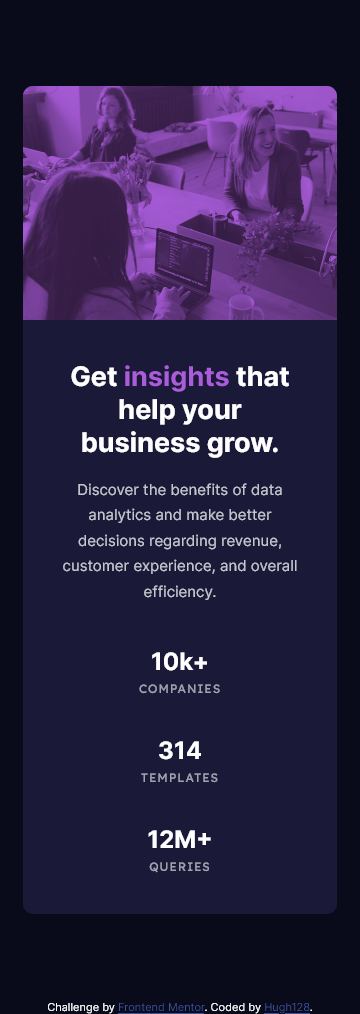 Get insights that
help your
business grow.
Discover the benefits of data
analytics and make better
decisions regarding revenue,
customer experience, and overall
efficiency.
10k+
COMPANIES
314
TEMPLATES
12M+
QUERIES
Challenge by Frontend Mentor. Coded by Hugh128.